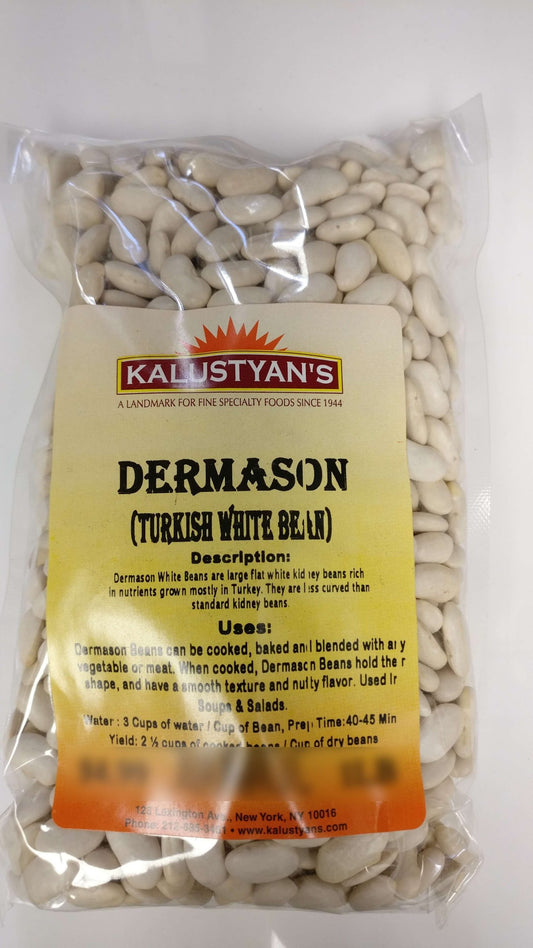 KALUSTYAN'S
A LANDMARK FOR FINE SPECIALTY FOODS SINCE 1944
DERMASON
(TURKISH WHITE BEAN)
Description:
Dermason White Beans are large flat white kidney beans rich
in nutrients grown mostly in Turkey. They are less curved than
standard kidney beans.
Uses:
Dermason Beans can be cooked, baked and blended with any
vegetable or meat. When cooked, Dermason Beans hold the r
shape, and have a smooth texture and nutty flavor. Used In
Soups & Salads.
Water : 3 Cups of water / Cup of Bean, Prep Time:40-45 Min
Yield: 2 ½ cups of cooked beans / Cup of dry beans
Lexington Ave., New York, NY 10016
Phone: • www.kalustyans.com